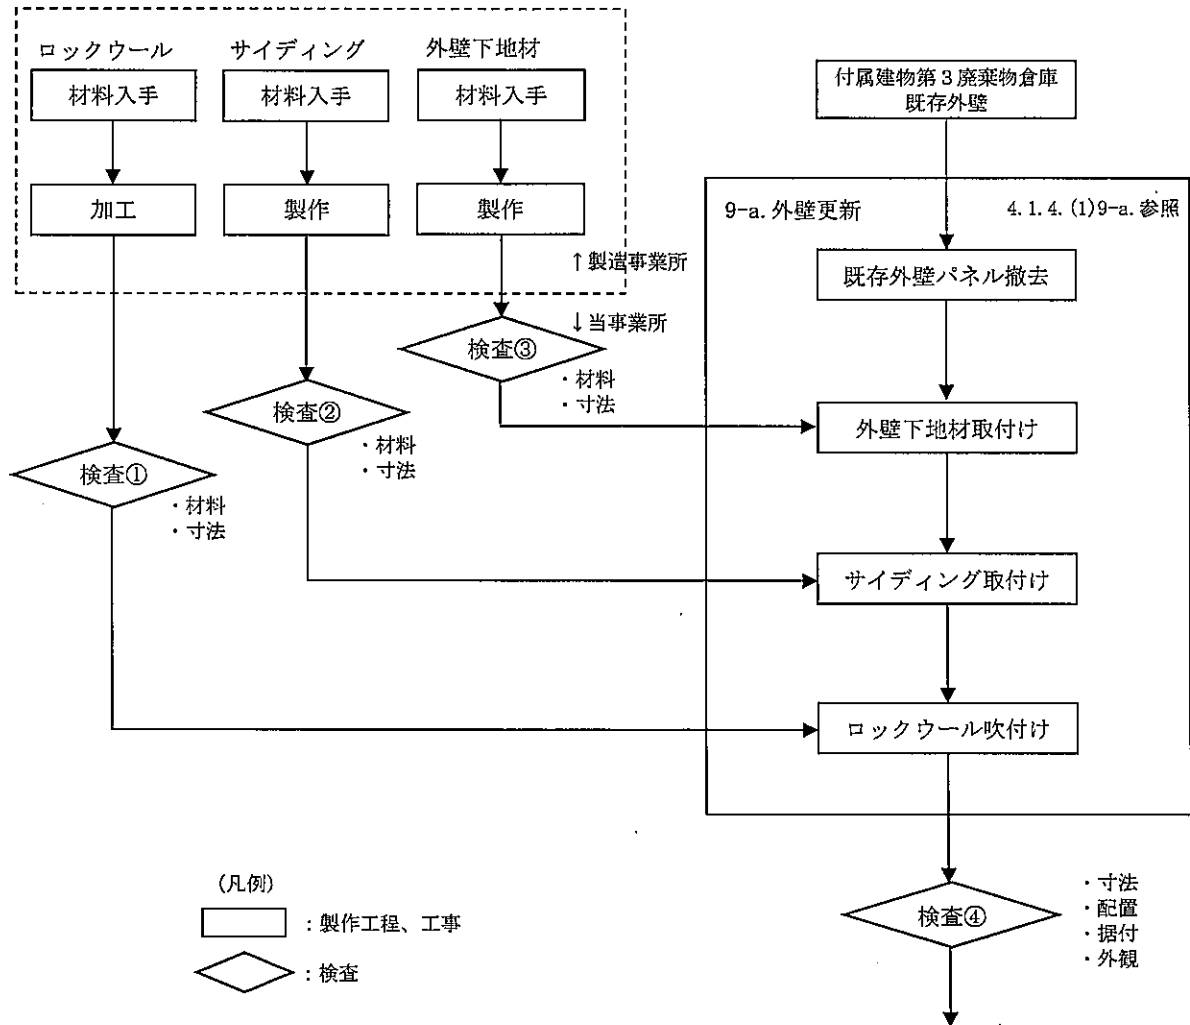 ロックウール
サイディング
外壁下地材
材料入手
材料入手
材料入手
付属建物第3廃棄物倉庫
既存外壁
加工
製作
製作
9-a.外壁更新
4.1.4.(1)9-a.参照
↑製造事業所
既存外壁パネル撤去
↓当事業所
検査③
・材料
・寸法
検査②
・材料
・寸法
外壁下地材取付け
検査①
・材料
・寸法
サイディング取付け
ロックウール吹付け
検査④
・寸法
・配置
・据付
・外観
(凡例)
：製作工程、工事
：検査